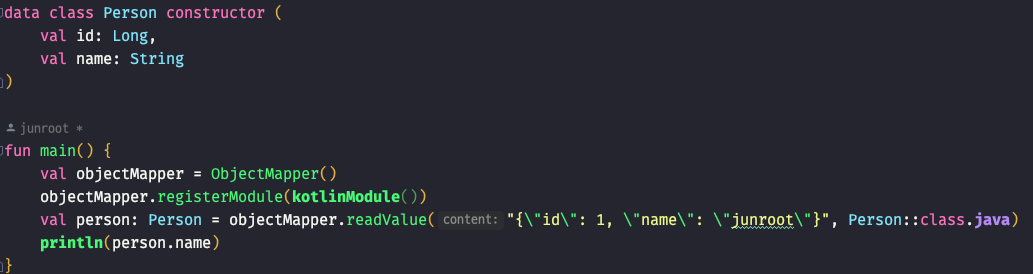 data class Person constructor (
    val id: Long,
    val name: String
)
junroot *
fun main() {
    val objectMapper = ObjectMapper()
    objectMapper.registerModule(kotlinModule())
    val person: Person = objectMapper.readValue( content: "{\"id\": 1, \"name\": \"junroot\"}", Person::class.java)
    println(person.name)
}